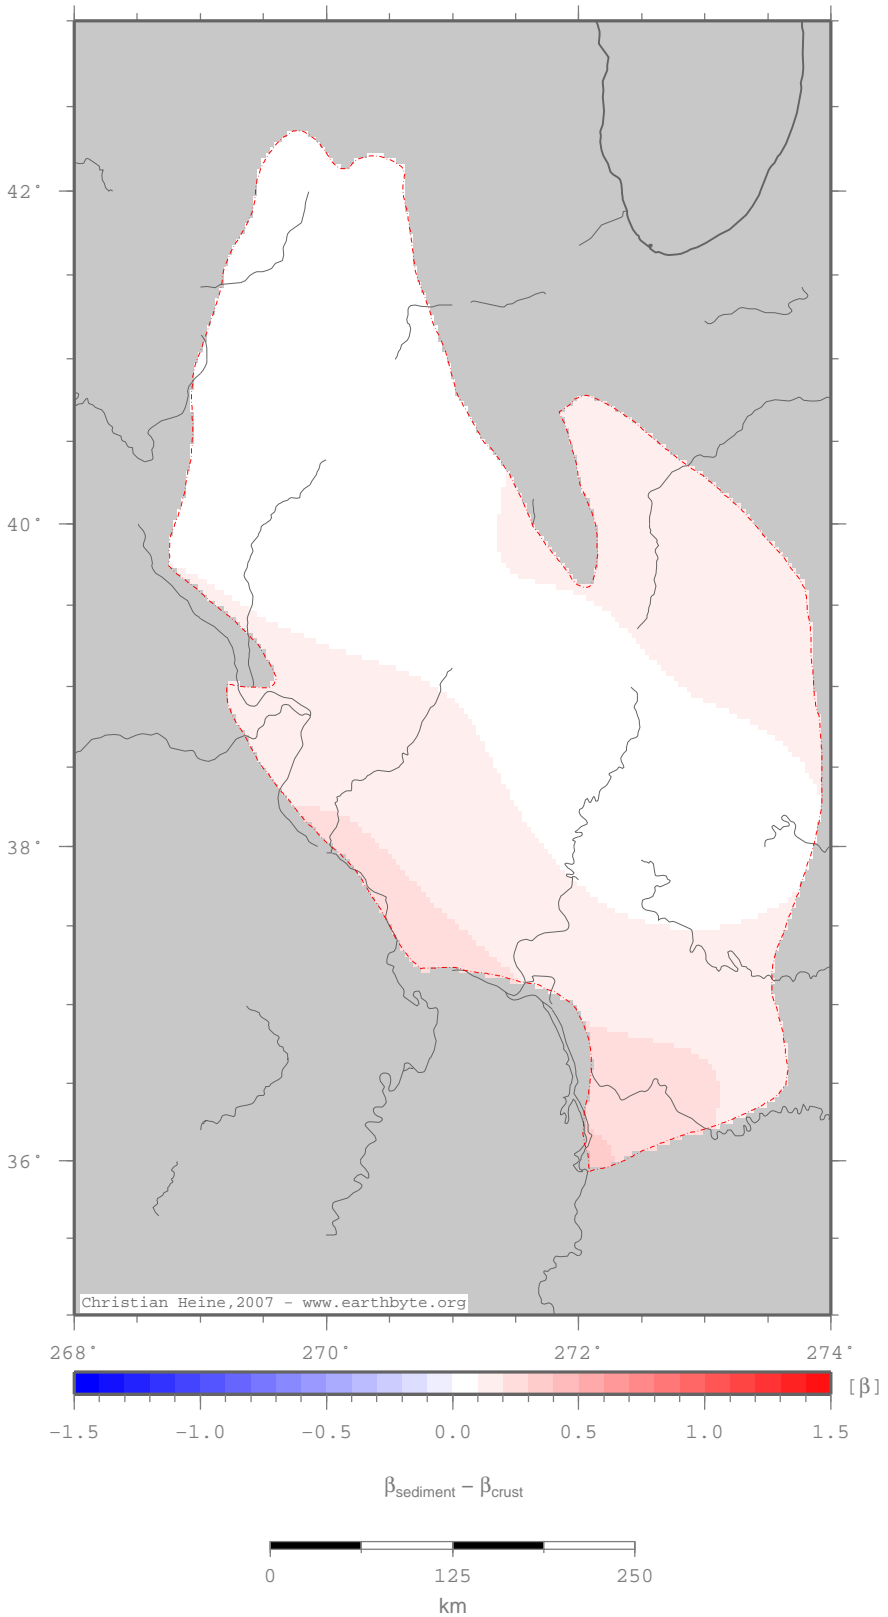 42°
40°
38°
36°
Christian Heine,2007 - www.earthbyte.org
268° 270° 272° 274°
[β]
-1.5 -1.0 -0.5 0.0 0.5 1.0 1.5
βsediment – βcrust
0 125 250
km